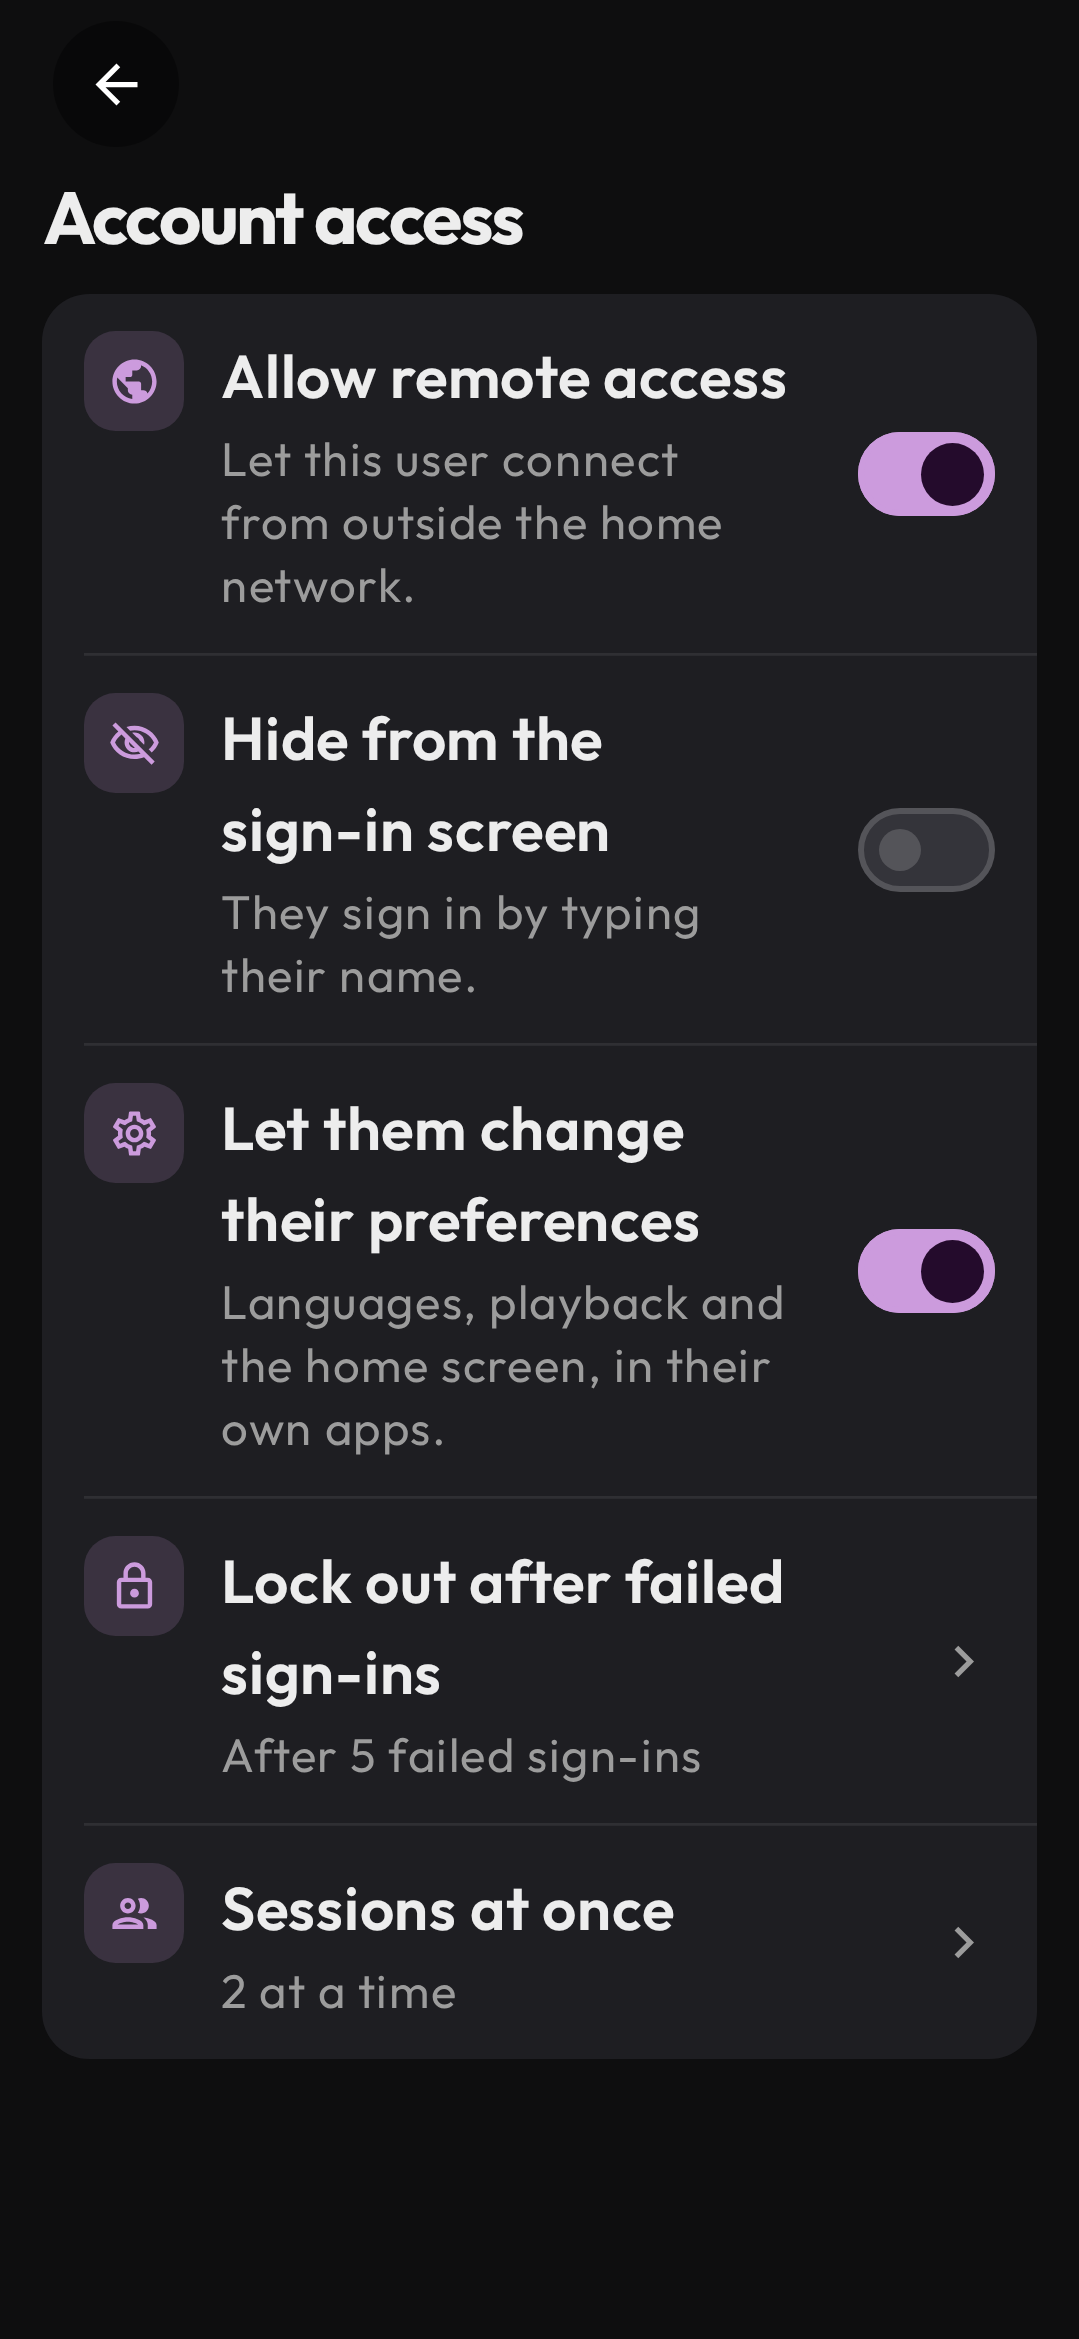 Account access
Allow remote access
Let this user connect
from outside the home
network.
Hide from the
sign-in screen
They sign in by typing
their name.
Let them change
their preferences
Languages, playback and
the home screen, in their
own apps.
Lock out after failed
sign-ins
After 5 failed sign-ins
Sessions at once
2 at a time